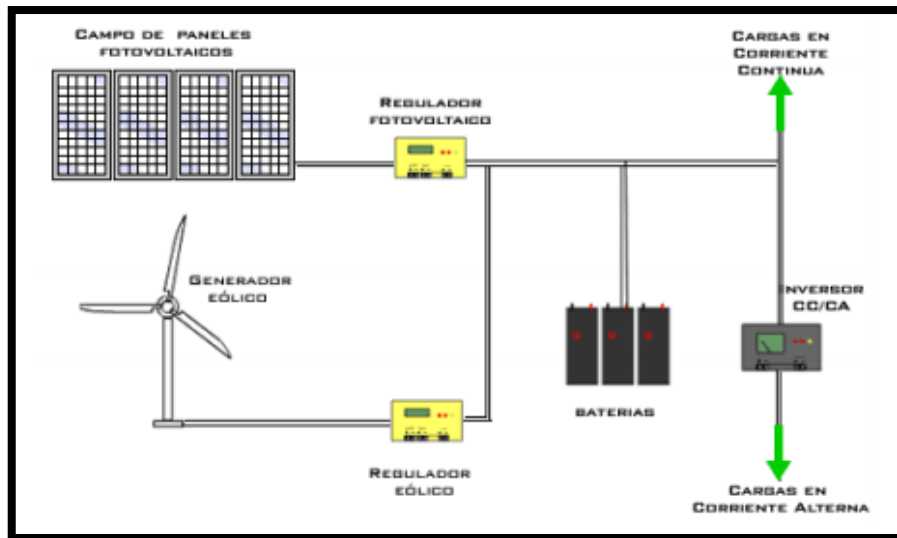 CAMPO DE PANELES
FOTOVOLTAICOS
REGULADOR
FOTOVOLTAICO
CARGAS EN
CORRIENTE
CONTINUA
GENERADOR
EÓLICO
INVERSOR
CC/CA
BATERIAS
REGULADOR
EÓLICO
CARGAS EN
CORRIENTE ALTERNA